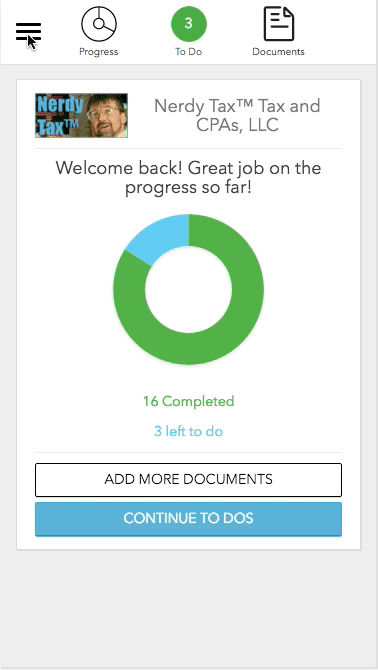 3
Progress
To Do
Documents
Nerdy
Tax™
Nerdy Tax™ Tax and
CPAs, LLC
Welcome back! Great job on the
progress so far!
16 Completed
3 left to do
ADD MORE DOCUMENTS
CONTINUE TO DOS